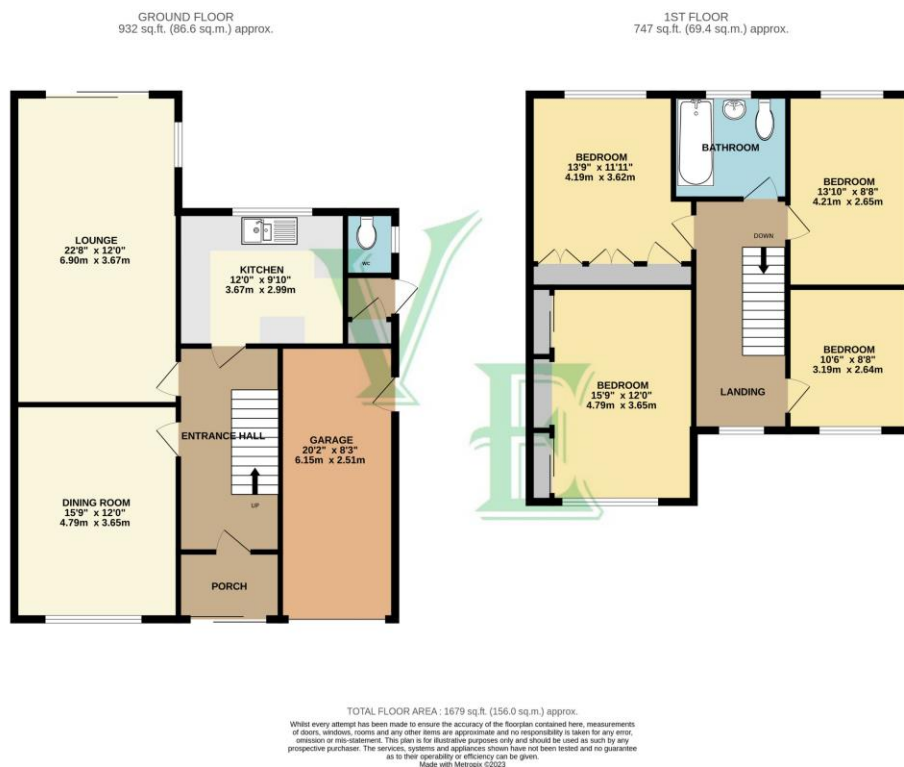 GROUND FLOOR
932 sq.ft. (86.6 sq.m.) approx.
LOUNGE
22'8" x 12'0"
6.90m x 3.67m
KITCHEN
12'0" x 9'10"
3.67m x 2.99m
WC
ENTRANCE HALL
UP
GARAGE
20'2" x 8'3"
6.15m x 2.51m
DINING ROOM
15'9" x 12'0"
4.79m x 3.65m
PORCH
1ST FLOOR
747 sq.ft. (69.4 sq.m.) approx.
BEDROOM
13'9" x 11'11"
4.19m x 3.62m
BATHROOM
BEDROOM
13'10" x 8'8"
4.21m x 2.65m
DOWN
BEDROOM
15'9" x 12'0"
4.79m x 3.65m
LANDING
BEDROOM
10'6" x 8'8"
3.19m x 2.64m
V
E
TOTAL FLOOR AREA : 1679 sq.ft. (156.0 sq.m.) approx.
Whilst every attempt has been made to ensure the accuracy of the floorplan contained here, measurements
of doors, windows, rooms and any other items are approximate and no responsibility is taken for any error,
omission or mis-statement. This plan is for illustrative purposes only and should be used as such by any
prospective purchaser. The services, systems and appliances shown have not been tested and no guarantee
as to their operability or efficiency can be given.
Made with Metropix ©2023